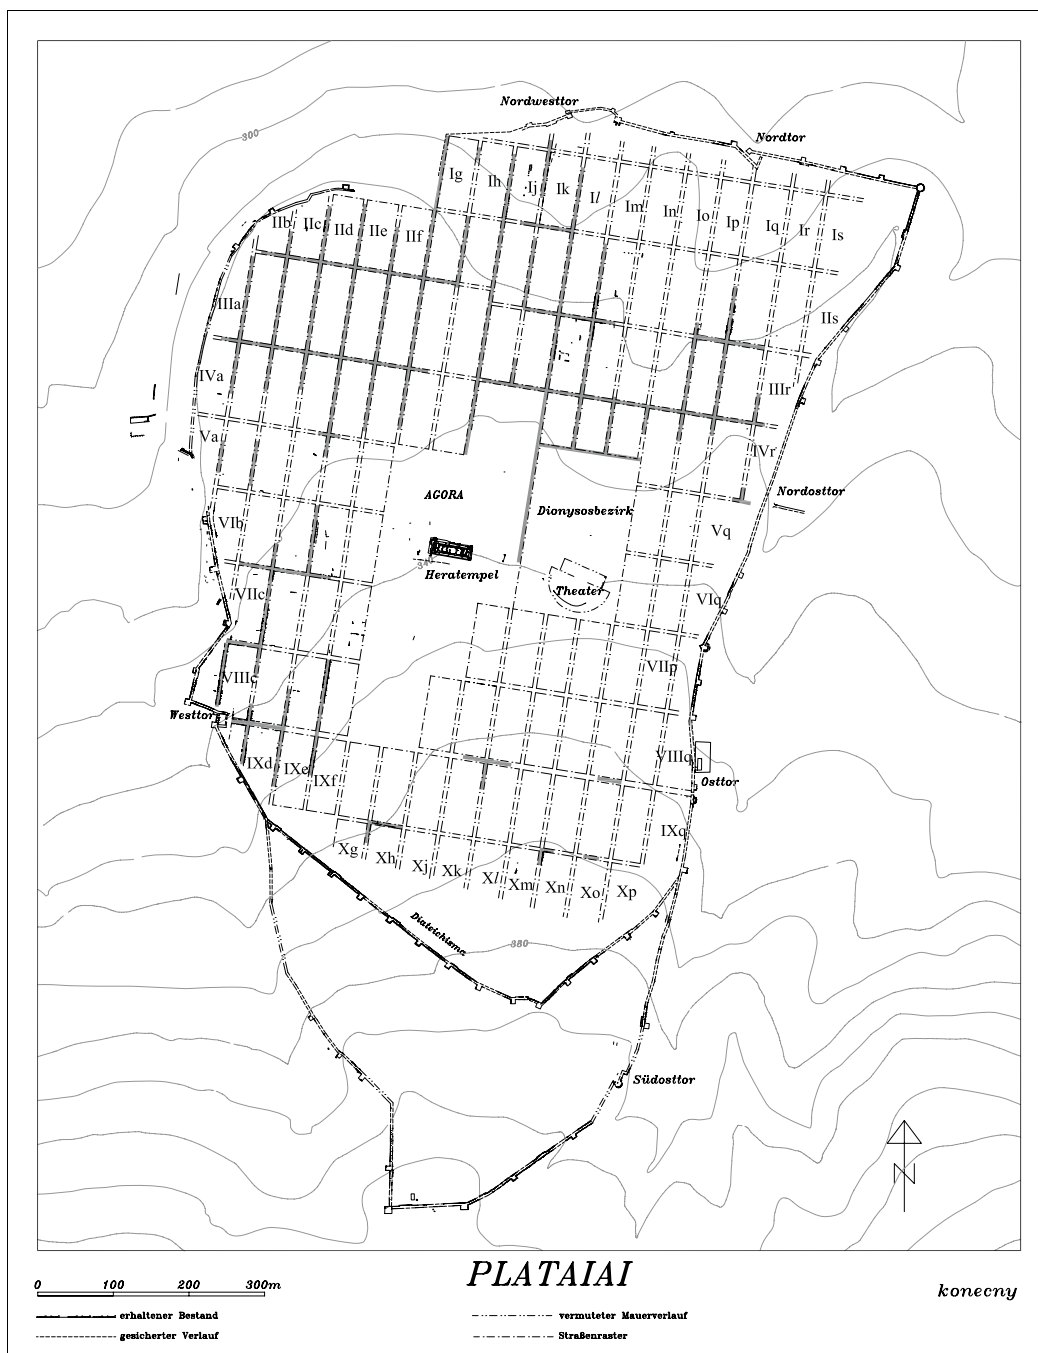 Nordwesttor
Nordtor
300
Ig Ih Ij Ik Il Im In Io Ip Iq Ir Is
IIb IIc IId IIe IIf
IIIa
IIs
IVa
IIIr
Va
IVr
AGORA
Nordosttor
Dionysosbezirk
VIb
Vq
340
1
Heratempel
Theater
VIIc
VIq
VIIp
VIIIc
Westtor
VIIIq
IXd IXe IXf
Osttor
IXq
Xg Xh Xj Xk Xl Xm Xn Xo Xp
Diateichisma
380
Südosttor
N
PLATAIAI
0 100 200 300m
konecny
erhaltener Bestand
vermuteter Mauerverlauf
gesicherter Verlauf
Straßenraster